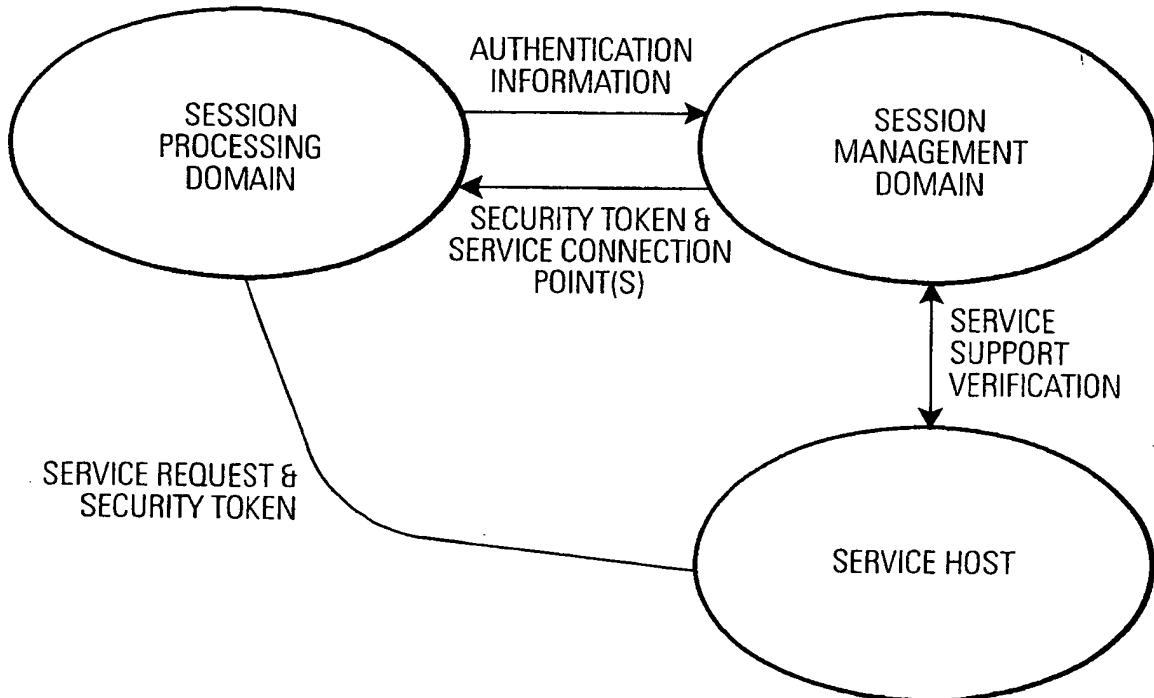 AUTHENTICATION
INFORMATION
SESSION
PROCESSING
DOMAIN
SESSION
MANAGEMENT
DOMAIN
SECURITY TOKEN &
SERVICE CONNECTION
POINT(S)
SERVICE
SUPPORT
VERIFICATION
SERVICE REQUEST &
SECURITY TOKEN
SERVICE HOST